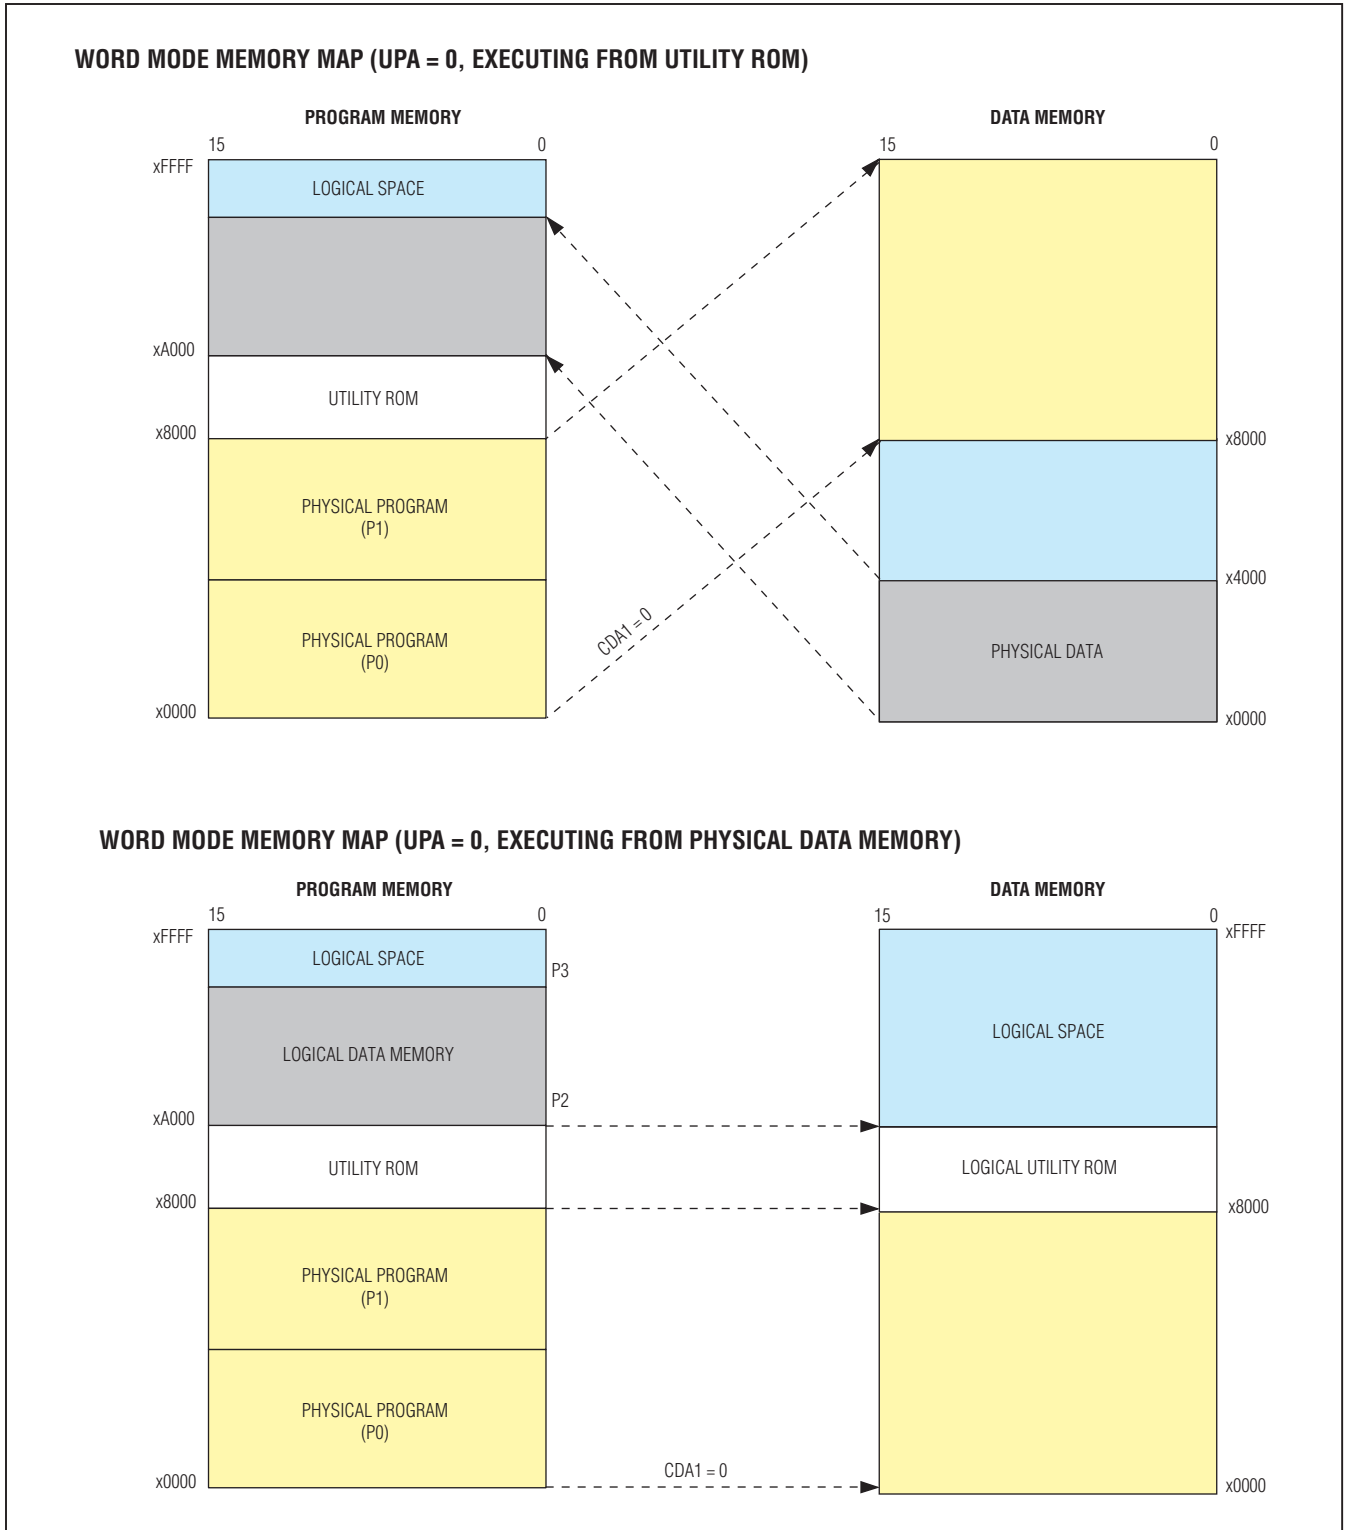 WORD MODE MEMORY MAP (UPA = 0, EXECUTING FROM UTILITY ROM)
PROGRAM MEMORY
DATA MEMORY
15
0
15
0
xFFFF
LOGICAL SPACE
xA000
UTILITY ROM
x8000
x8000
PHYSICAL PROGRAM
(P1)
x4000
CDA1 = 0
PHYSICAL PROGRAM
(P0)
PHYSICAL DATA
x0000
x0000
WORD MODE MEMORY MAP (UPA = 0, EXECUTING FROM PHYSICAL DATA MEMORY)
PROGRAM MEMORY
DATA MEMORY
15
0
15
0
xFFFF
xFFFF
LOGICAL SPACE
P3
LOGICAL SPACE
LOGICAL DATA MEMORY
P2
xA000
UTILITY ROM
LOGICAL UTILITY ROM
x8000
x8000
PHYSICAL PROGRAM
(P1)
PHYSICAL PROGRAM
(P0)
CDA1 = 0
x0000
x0000